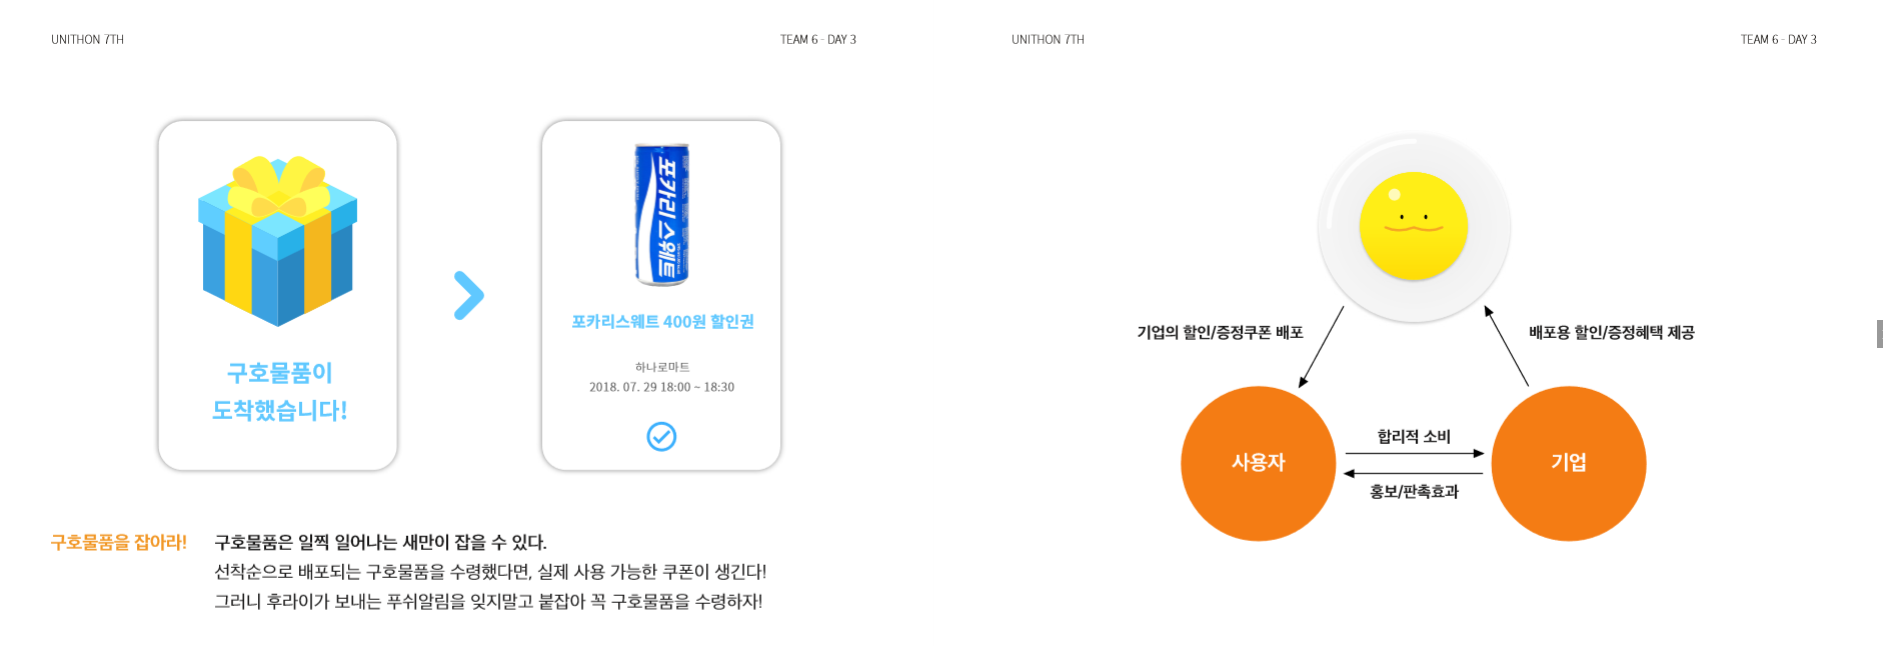 UNITHON 7TH
TEAM 6 - DAY 3
구호물품이
도착했습니다!
포카리스웨트
포카리스웨트 400원 할인권
하나로마트
2018. 07. 29 18:00 ~ 18:30
구호물품을 잡아라!
구호물품은 일찍 일어나는 새만이 잡을 수 있다.
선착순으로 배포되는 구호물품을 수령했다면, 실제 사용 가능한 쿠폰이 생긴다!
그러니 후라이가 보내는 푸쉬알림을 잊지말고 붙잡아 꼭 구호물품을 수령하자!
UNITHON 7TH
TEAM 6 - DAY 3
기업의 할인/증정쿠폰 배포
배포용 할인/증정혜택 제공
사용자
합리적 소비
홍보/판촉효과
기업